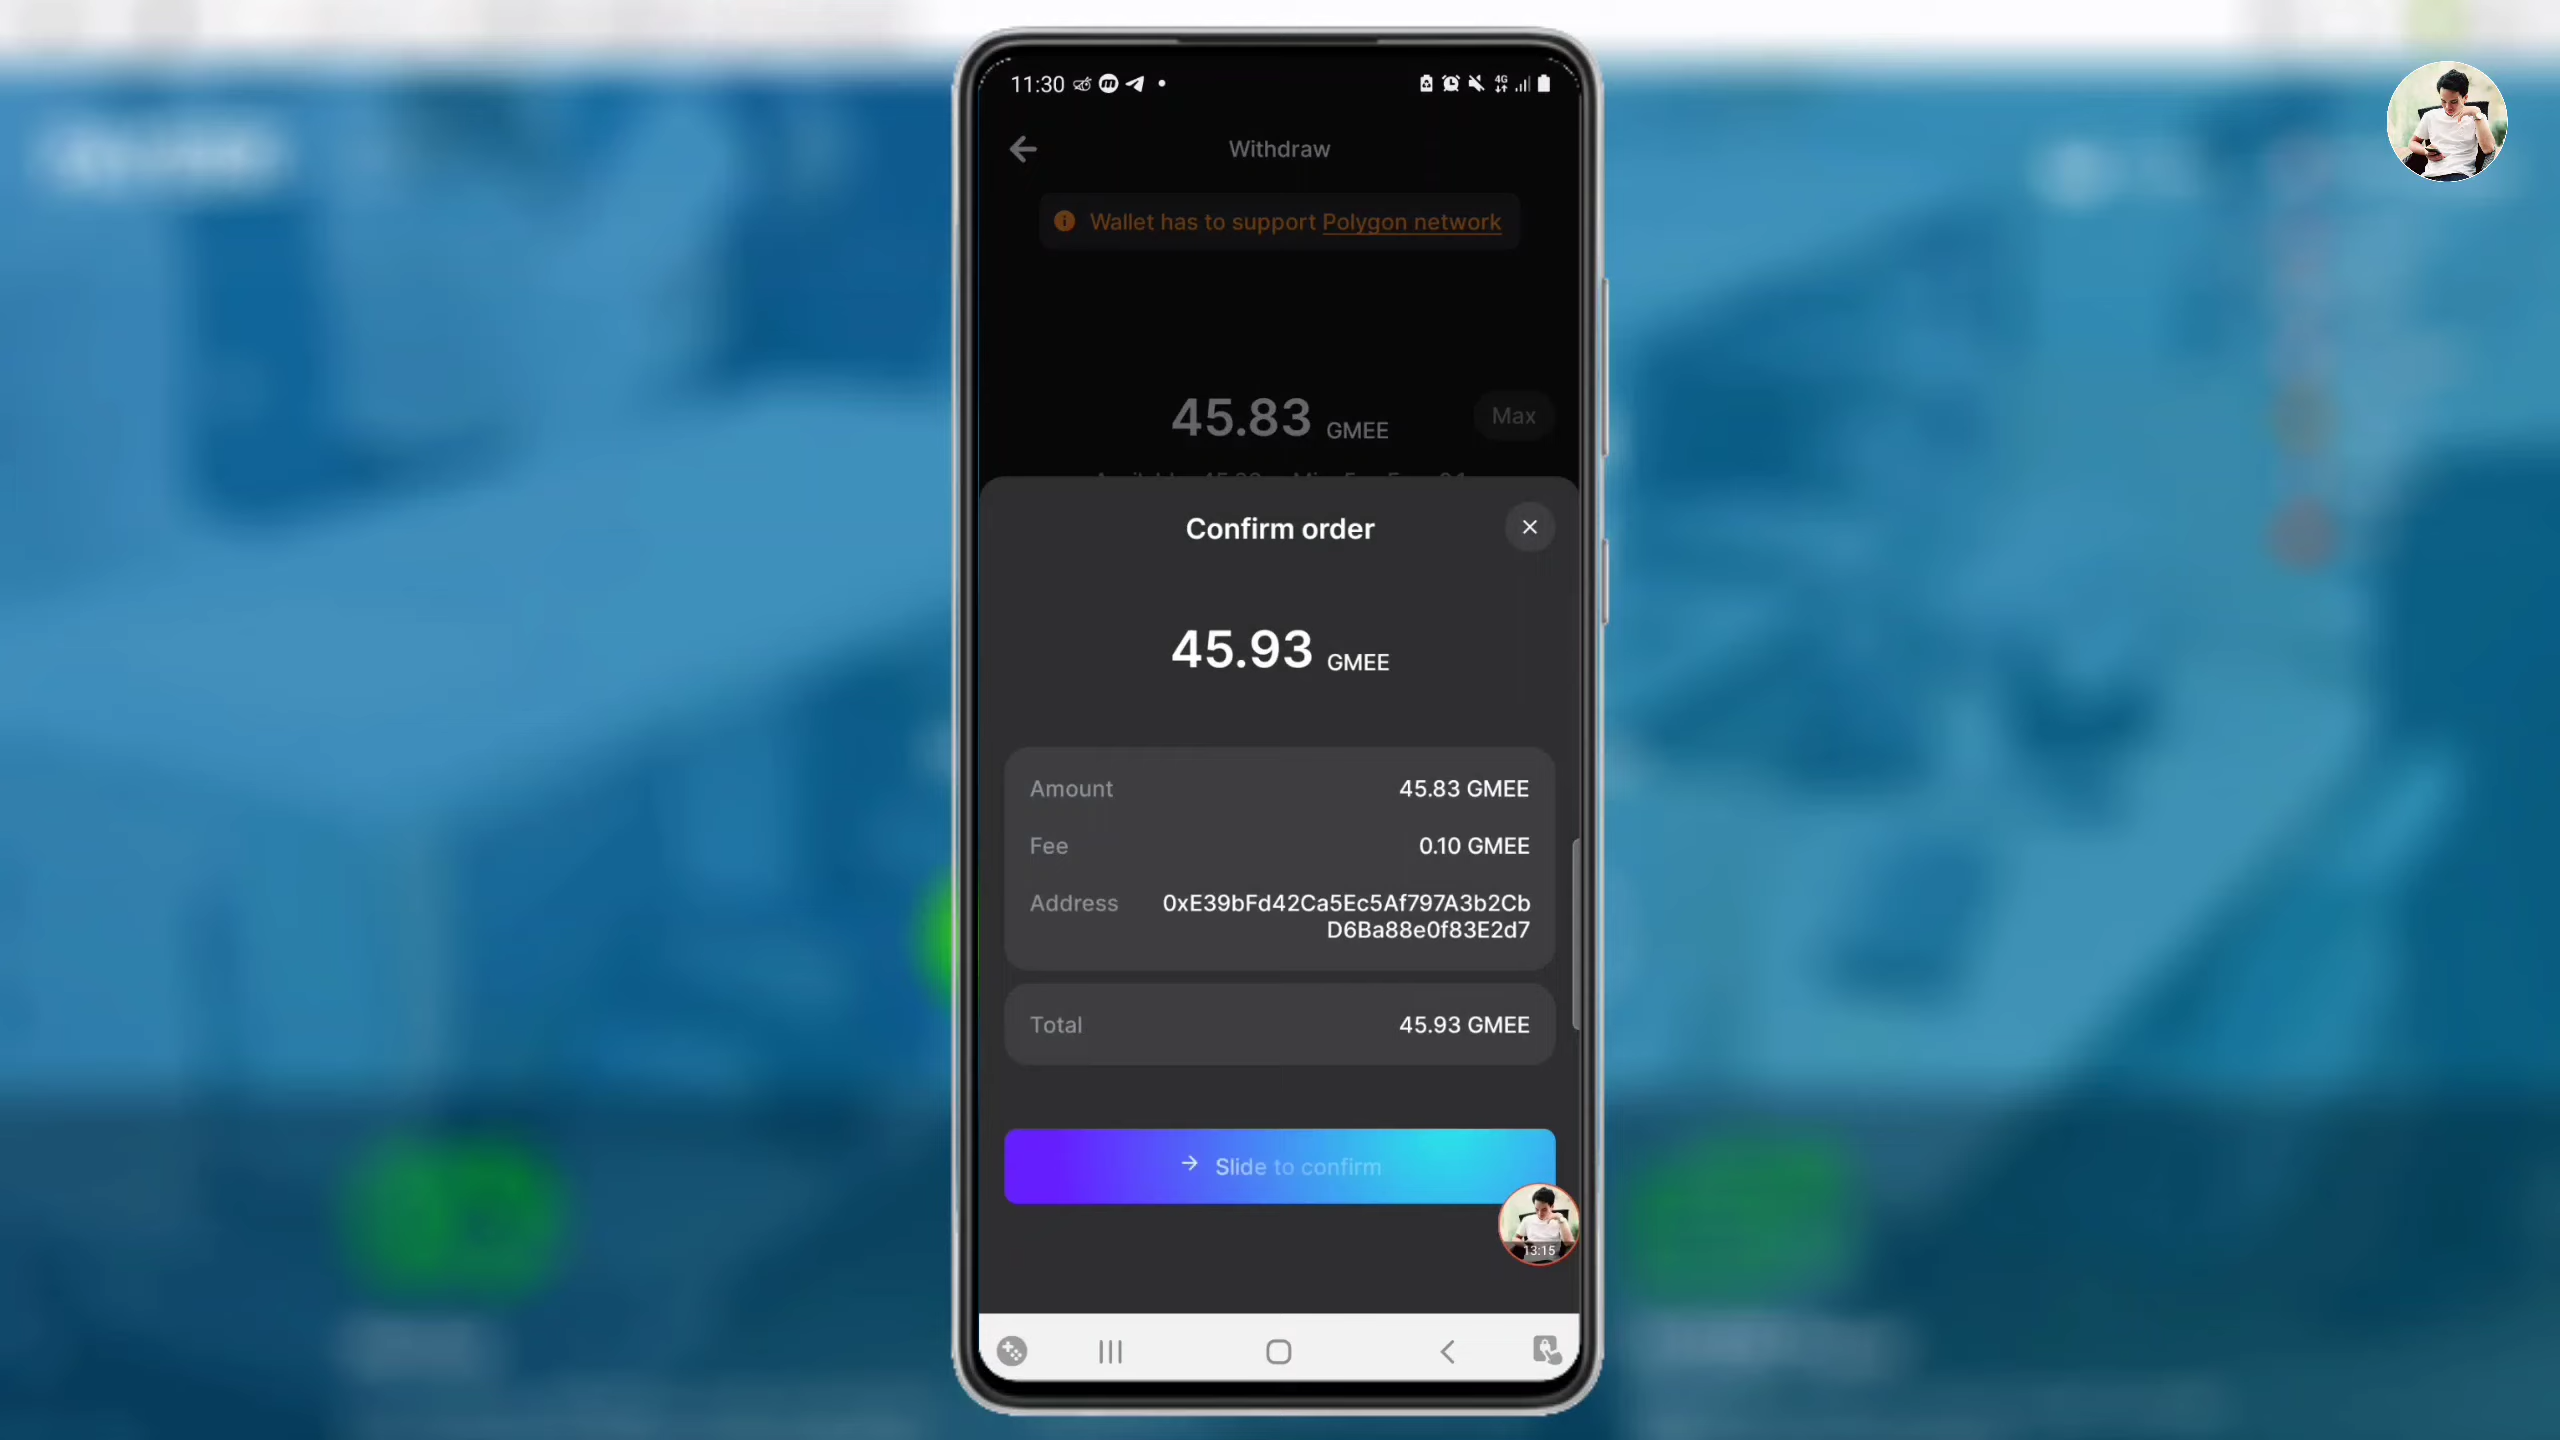 11:30
4G
Withdraw
Wallet has to support Polygon network
45.83 GMEE
Max
Confirm order
45.93 GMEE
Amount 45.83 GMEE
Fee 0.10 GMEE
Address 0xE39bFd42Ca5Ec5Af797A3b2Cb
D6Ba88e0f83E2d7
Total 45.93 GMEE
Slide to confirm
13:15